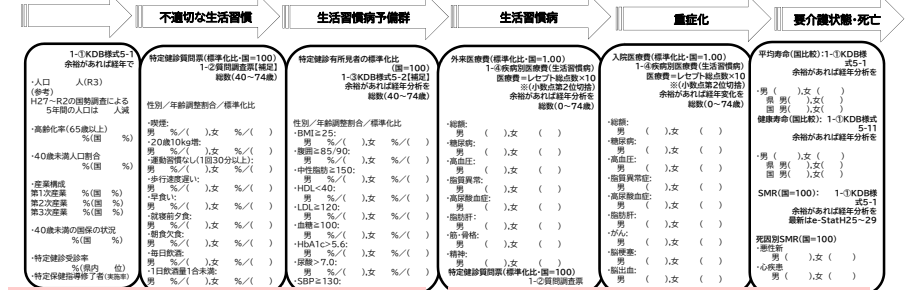 不適切な生活習慣
生活習慣病予備群
生活習慣病
重症化
要介護状態・死亡
1-①KDB様式5-1
余裕があれば経年で
・人口　　人(R3)
(参考)
H27~R2の国勢調査による
5年間の人口は　　人減
・高齢化率(65歳以上)
%(国　　%)
・40歳未満人口割合
%(国　　%)
・産業構成
第1次産業　　%(国　　%)
第2次産業　　%(国　　%)
第3次産業　　%(国　　%)
・40歳未満の国保の状況
%(国　　%)
・特定健診受診率
%(県内　　位)
・特定保健指導修了者(実施率)
特定健診質問票(標準化比・国=100)
1-②質問調査票【補足】
総数(40~74歳)
性別/年齢調整割合/標準化比
・喫煙:
男　　%/(　　),女　　%/(　　)
・20歳10kg増:
男　　%/(　　),女　　%/(　　)
・運動習慣なし(1回30分以上):
男　　%/(　　),女　　%/(　　)
・歩行速度遅い:
男　　%/(　　),女　　%/(　　)
・早食い:
男　　%/(　　),女　　%/(　　)
・就寝前夕食:
男　　%/(　　),女　　%/(　　)
・朝食欠食:
男　　%/(　　),女　　%/(　　)
・毎日飲酒:
男　　%/(　　),女　　%/(　　)
・1日飲酒量1合未満:
男　　%/(　　),女　　%/(　　)
特定健診有所見者の標準化比
(国=100)
1-③KDB様式5-2【補足】
余裕があれば経年分析を
総数(40~74歳)
性別/年齢調整割合/標準化比
・BMI≧25:
男　　%/(　　),女　　%/(　　)
・腹囲≧85/90:
男　　%/(　　),女　　%/(　　)
・中性脂肪≧150:
男　　%/(　　),女　　%/(　　)
・HDL<40:
男　　%/(　　),女　　%/(　　)
・LDL≧120:
男　　%/(　　),女　　%/(　　)
・血糖≧100:
男　　%/(　　),女　　%/(　　)
・HbA1c>5.6:
男　　%/(　　),女　　%/(　　)
・尿酸>7.0:
男　　%/(　　),女　　%/(　　)
・SBP≧130:
外来医療費(標準化比・国=1.00)
1-④疾病別医療費(生活習慣病)
医療費=レセプト総点数×10
※(小数点第2位切捨)
余裕があれば経年分析を
総数(0~74歳)
・総額:
男　(　　),女　(　　)
・糖尿病:
男　(　　),女　(　　)
・高血圧:
男　(　　),女　(　　)
・脂質異常:
男　(　　),女　(　　)
・高尿酸血症:
男　(　　),女　(　　)
・脂肪肝:
男　(　　),女　(　　)
・筋・骨格:
男　(　　),女　(　　)
・精神:
男　(　　),女　(　　)
特定健診質問票(標準化比・国=100)
1-②質問調査票
入院医療費(標準化比・国=1.00)
1-④疾病別医療費(生活習慣病)
医療費=レセプト総点数×10
※(小数点第2位切捨)
余裕があれば経年変化を
総数(0~74歳)
・総額:
男　(　　),女　(　　)
・糖尿病:
男　(　　),女　(　　)
・高血圧:
男　(　　),女　(　　)
・脂質異常症:
男　(　　),女　(　　)
・高尿酸血症:
男　(　　),女　(　　)
・脂肪肝:
男　(　　),女　(　　)
・がん:
男　(　　),女　(　　)
・脳梗塞:
男　(　　),女　(　　)
・脳出血:
男　(　　),女　(　　)
平均寿命(国比較): 1-①KDB様
式5-1
余裕があれば経年分析を
・男(　　),女(　　)
県 男(　　),女(　　)
国 男(　　),女(　　)
健康寿命(国比較): 1-①KDB様式
5-11
余裕があれば経年分析を
・男(　　),女(　　)
県 男(　　),女(　　)
国 男(　　),女(　　)
SMR(国=100): 1-①KDB様
式5-1
余裕があれば経年分析を
最新はe-StatH25~29
死因別SMR(国=100)
・悪性新
男(　　),女(　　)
・心疾患
男(　　),女(　　)